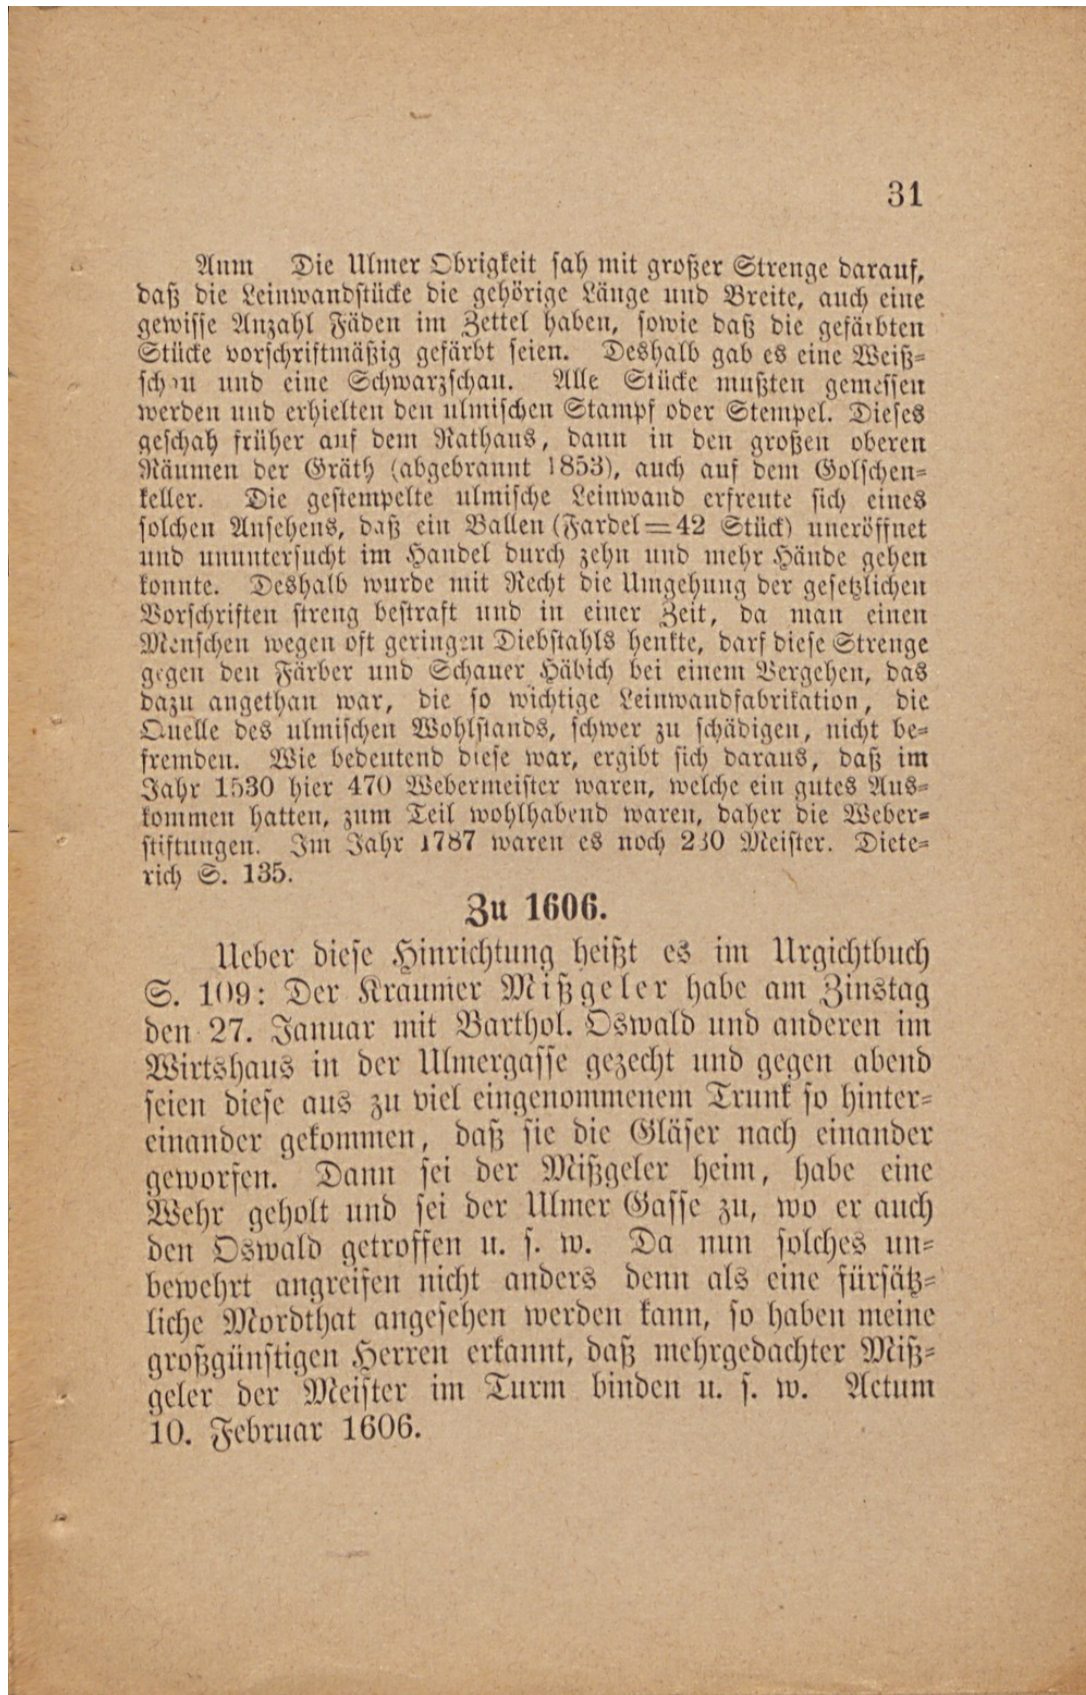 31
Anm Die Ulmer Obrigkeit sah mit großer Strenge darauf,
daß die Leinwandstücke die gehörige Länge und Breite, auch eine
gewisse Anzahl Fäden im Zettel haben, sowie daß die gefärbten
Stücke vorschriftmäßig gefärbt seien. Deshalb gab es eine Weiß-
schau und eine Schwarzschau. Alle Stücke mußten gemessen
werden und erhielten den ulmischen Stampf oder Stempel. Dieses
geschah früher auf dem Rathaus, dann in den großen oberen
Räumen der Gräth (abgebrannt 1853), auch auf dem Golschen-
keller. Die gestempelte ulmische Leinwand erfreute sich eines
solchen Ansehens, daß ein Ballen (Fardel=42 Stück) uneröffnet
und ununtersucht im Handel durch zehn und mehr Hände gehen
konnte. Deshalb wurde mit Recht die Umgehung der gesetzlichen
Vorschriften streng bestraft und in einer Zeit, da man einen
Menschen wegen oft geringen Diebstahls henkte, darf diese Strenge
gegen den Färber und Schauer Häbich bei einem Vergehen, das
dazu angethan war, die so wichtige Leinwandfabrikation, die
Quelle des ulmischen Wohlstands, schwer zu schädigen, nicht be-
fremden. Wie bedeutend diese war, ergibt sich daraus, daß im
Jahr 1530 hier 470 Webermeister waren, welche ein gutes Aus-
kommen hatten, zum Teil wohlhabend waren, daher die Weber-
stiftungen. Im Jahr 1787 waren es noch 230 Meister. Diete-
rich S. 135.
Zu 1606.
Ueber diese Hinrichtung heißt es im Urgichtbuch
S. 109: Der Kraumer Mißgeler habe am Zinstag
den 27. Januar mit Barthol. Oswald und anderen im
Wirtshaus in der Ulmergasse gezecht und gegen abend
seien diese aus zu viel eingenommenem Trunk so hinter-
einander gekommen, daß sie die Gläser nach einander
geworfen. Dann sei der Mißgeler heim, habe eine
Wehr geholt und sei der Ulmer Gasse zu, wo er auch
den Oswald getroffen u. s. w. Da nun solches un-
bewehrt angreifen nicht anders denn als eine fürsätz-
liche Mordthat angesehen werden kann, so haben meine
großgünstigen Herren erkannt, daß mehrgedachter Miß-
geler der Meister im Turm binden u. s. w. Actum
10. Februar 1606.